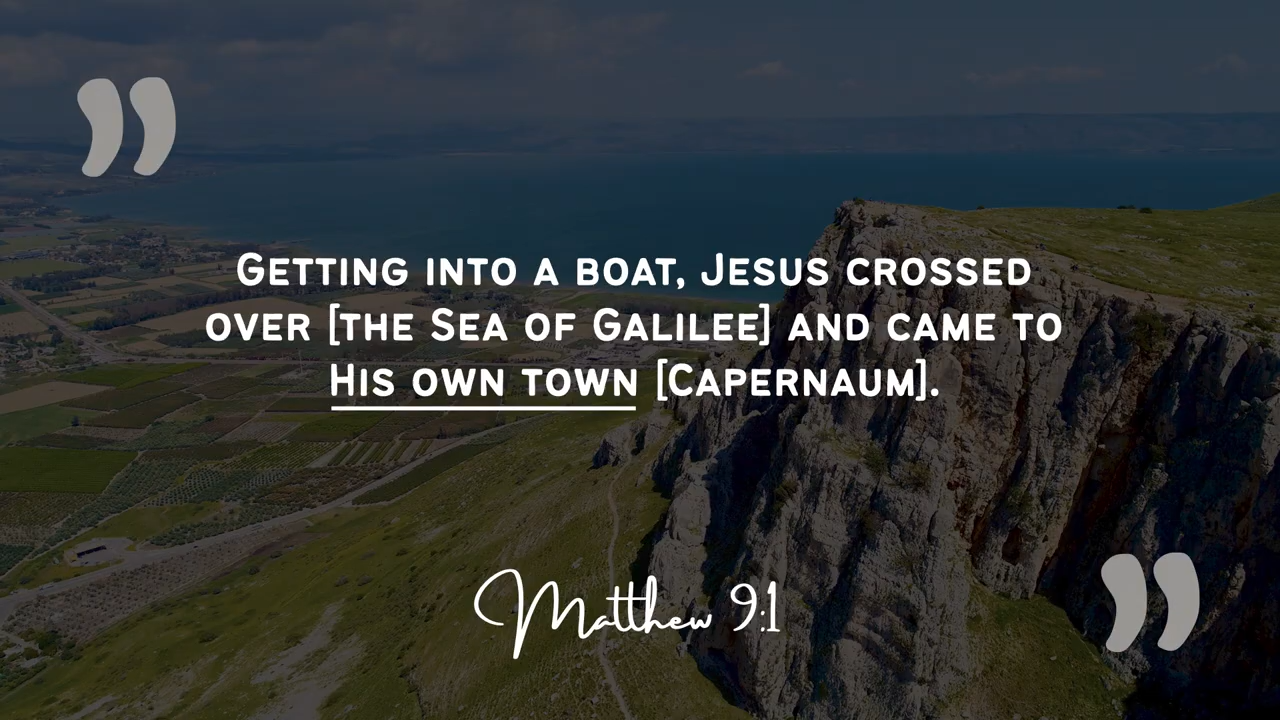 ”
Getting into a boat, Jesus crossed
over [the Sea of Galilee] and came to
His own town [Capernaum].
Matthew 9:1
”